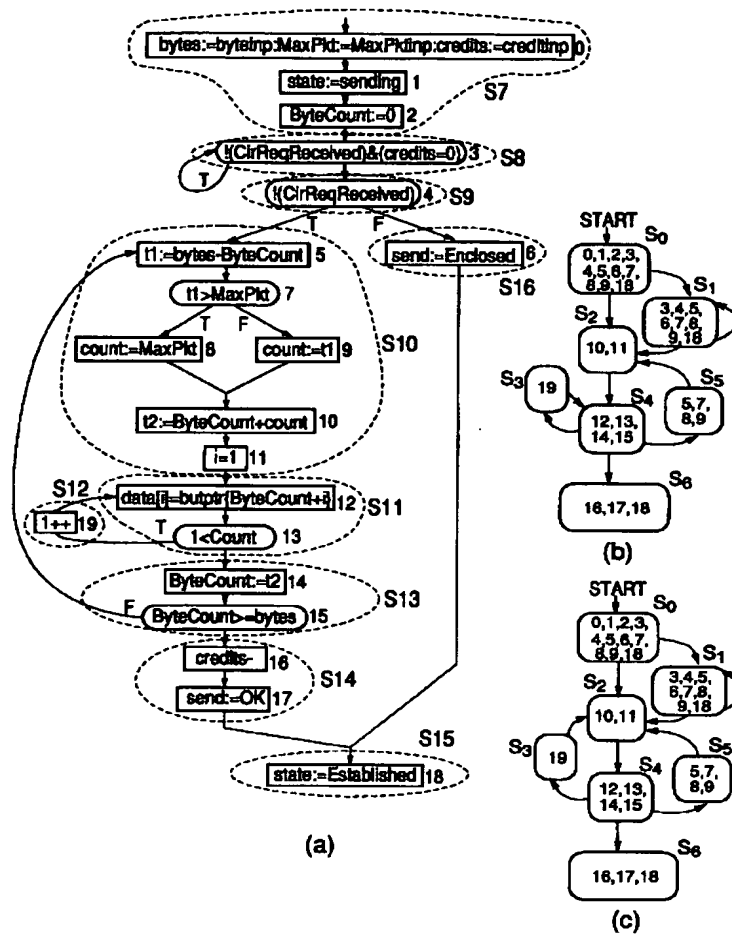 bytes:=byteinp:MaxPkt:=MaxPktinp:credits:=creditinp 0
state:=sending 1
ByteCount:=0 2
S7
!(ClrReqReceived)&(credits=0) 3
S8
T
!(ClrReqReceived) 4
S9
T
F
t1:=bytes-ByteCount 5
send:=Enclosed 6
S16
t1>MaxPkt 7
T
F
S10
count:=MaxPkt 8
count:=t1 9
t2:=ByteCount+count 10
i=1 11
S12
S11
data[i]=butptr[ByteCount+i] 12
1++ 19
T
1<Count 13
ByteCount:=t2 14
S13
F
ByteCount>=bytes 15
credits- 16
S14
send:=OK 17
S15
state:=Established 18
(a)
START
S0
0,1,2,3,
4,5,6,7,
8,9,18
S1
3,4,5,
6,7,8,
9,18
S2
10,11
S3
19
S4
12,13,
14,15
S5
5,7,
8,9
S6
16,17,18
(b)
START
S0
0,1,2,3,
4,5,6,7,
8,9,18
S1
3,4,5,
6,7,8,
9,18
S2
10,11
S3
19
S4
12,13,
14,15
S5
5,7,
8,9
S6
16,17,18
(c)